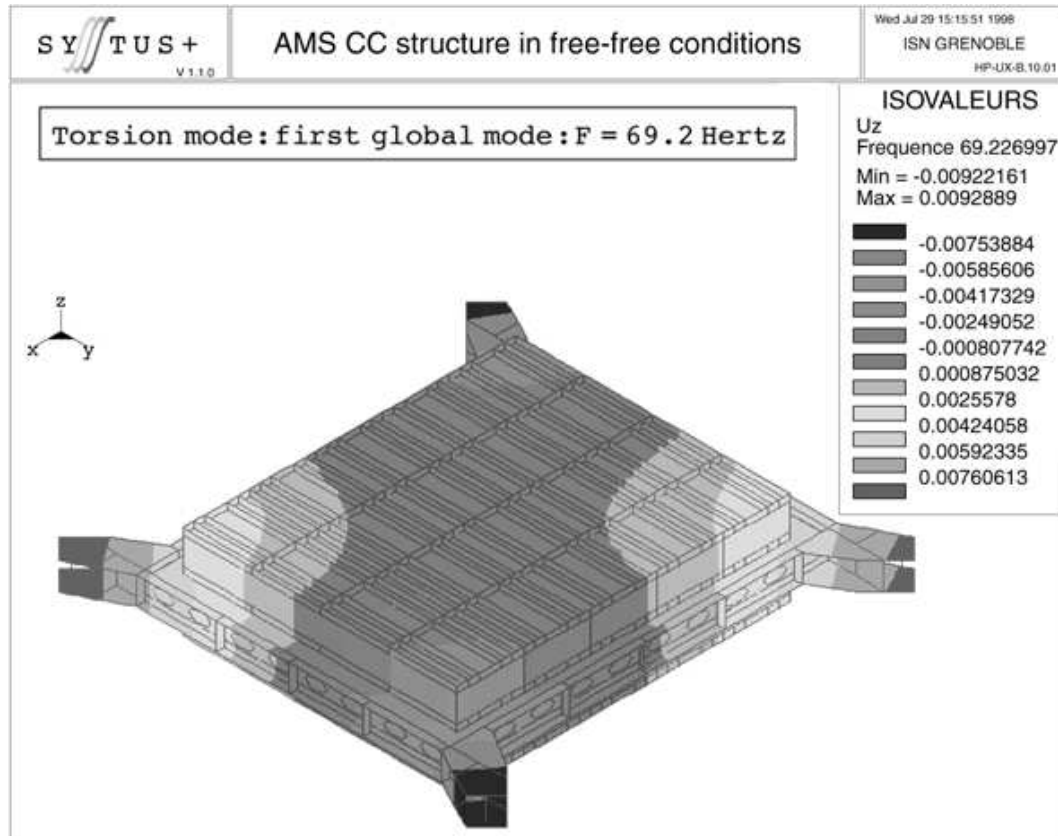 SY TUS+
V 1.1.0
AMS CC structure in free-free conditions
Wed Jul 29 15:15:51 1998
ISN GRENOBLE
HP-UX-B.10.01
Torsion mode: first global mode: F = 69.2 Hertz
ISOVALEURS
Uz
Frequence 69.226997
Min = -0.00922161
Max = 0.0092889
-0.00753884
-0.00585606
-0.00417329
-0.00249052
-0.000807742
0.000875032
0.0025578
0.00424058
0.00592335
0.00760613
z
x
y